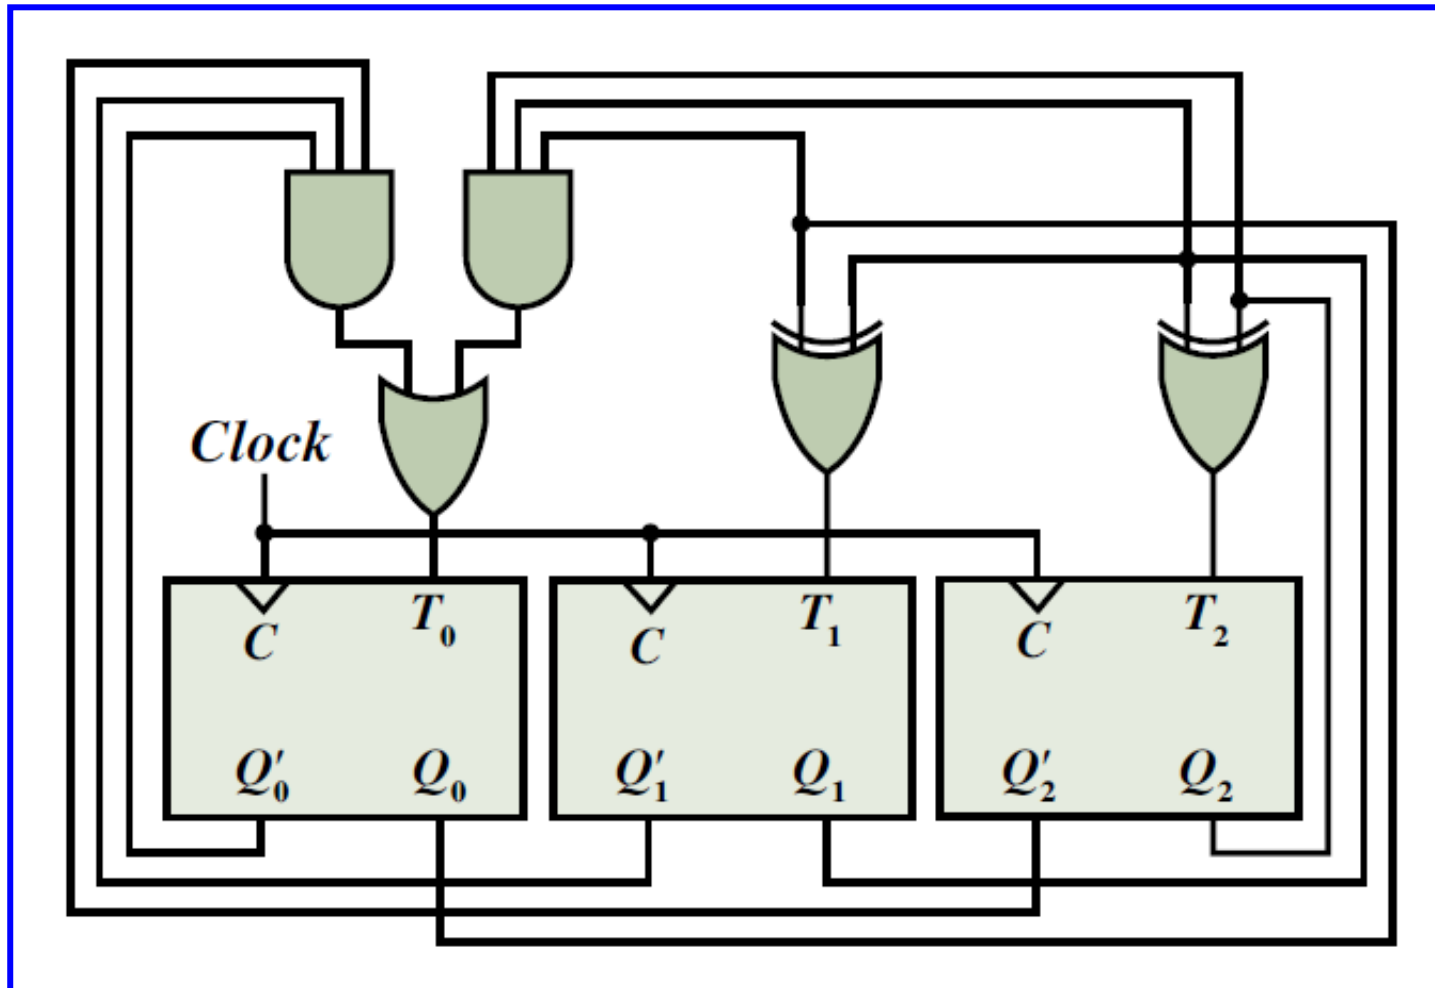 Clock
C T₀
C T₁
C T₂
Q′₀ Q₀
Q′₁ Q₁
Q′₂ Q₂